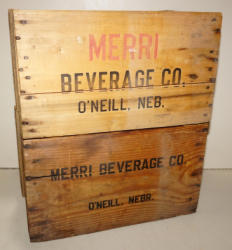 MERRI
BEVERAGE CO.
O'NEILL, NEB.
MERRI BEVERAGE CO.
O'NEILL, NEBR.